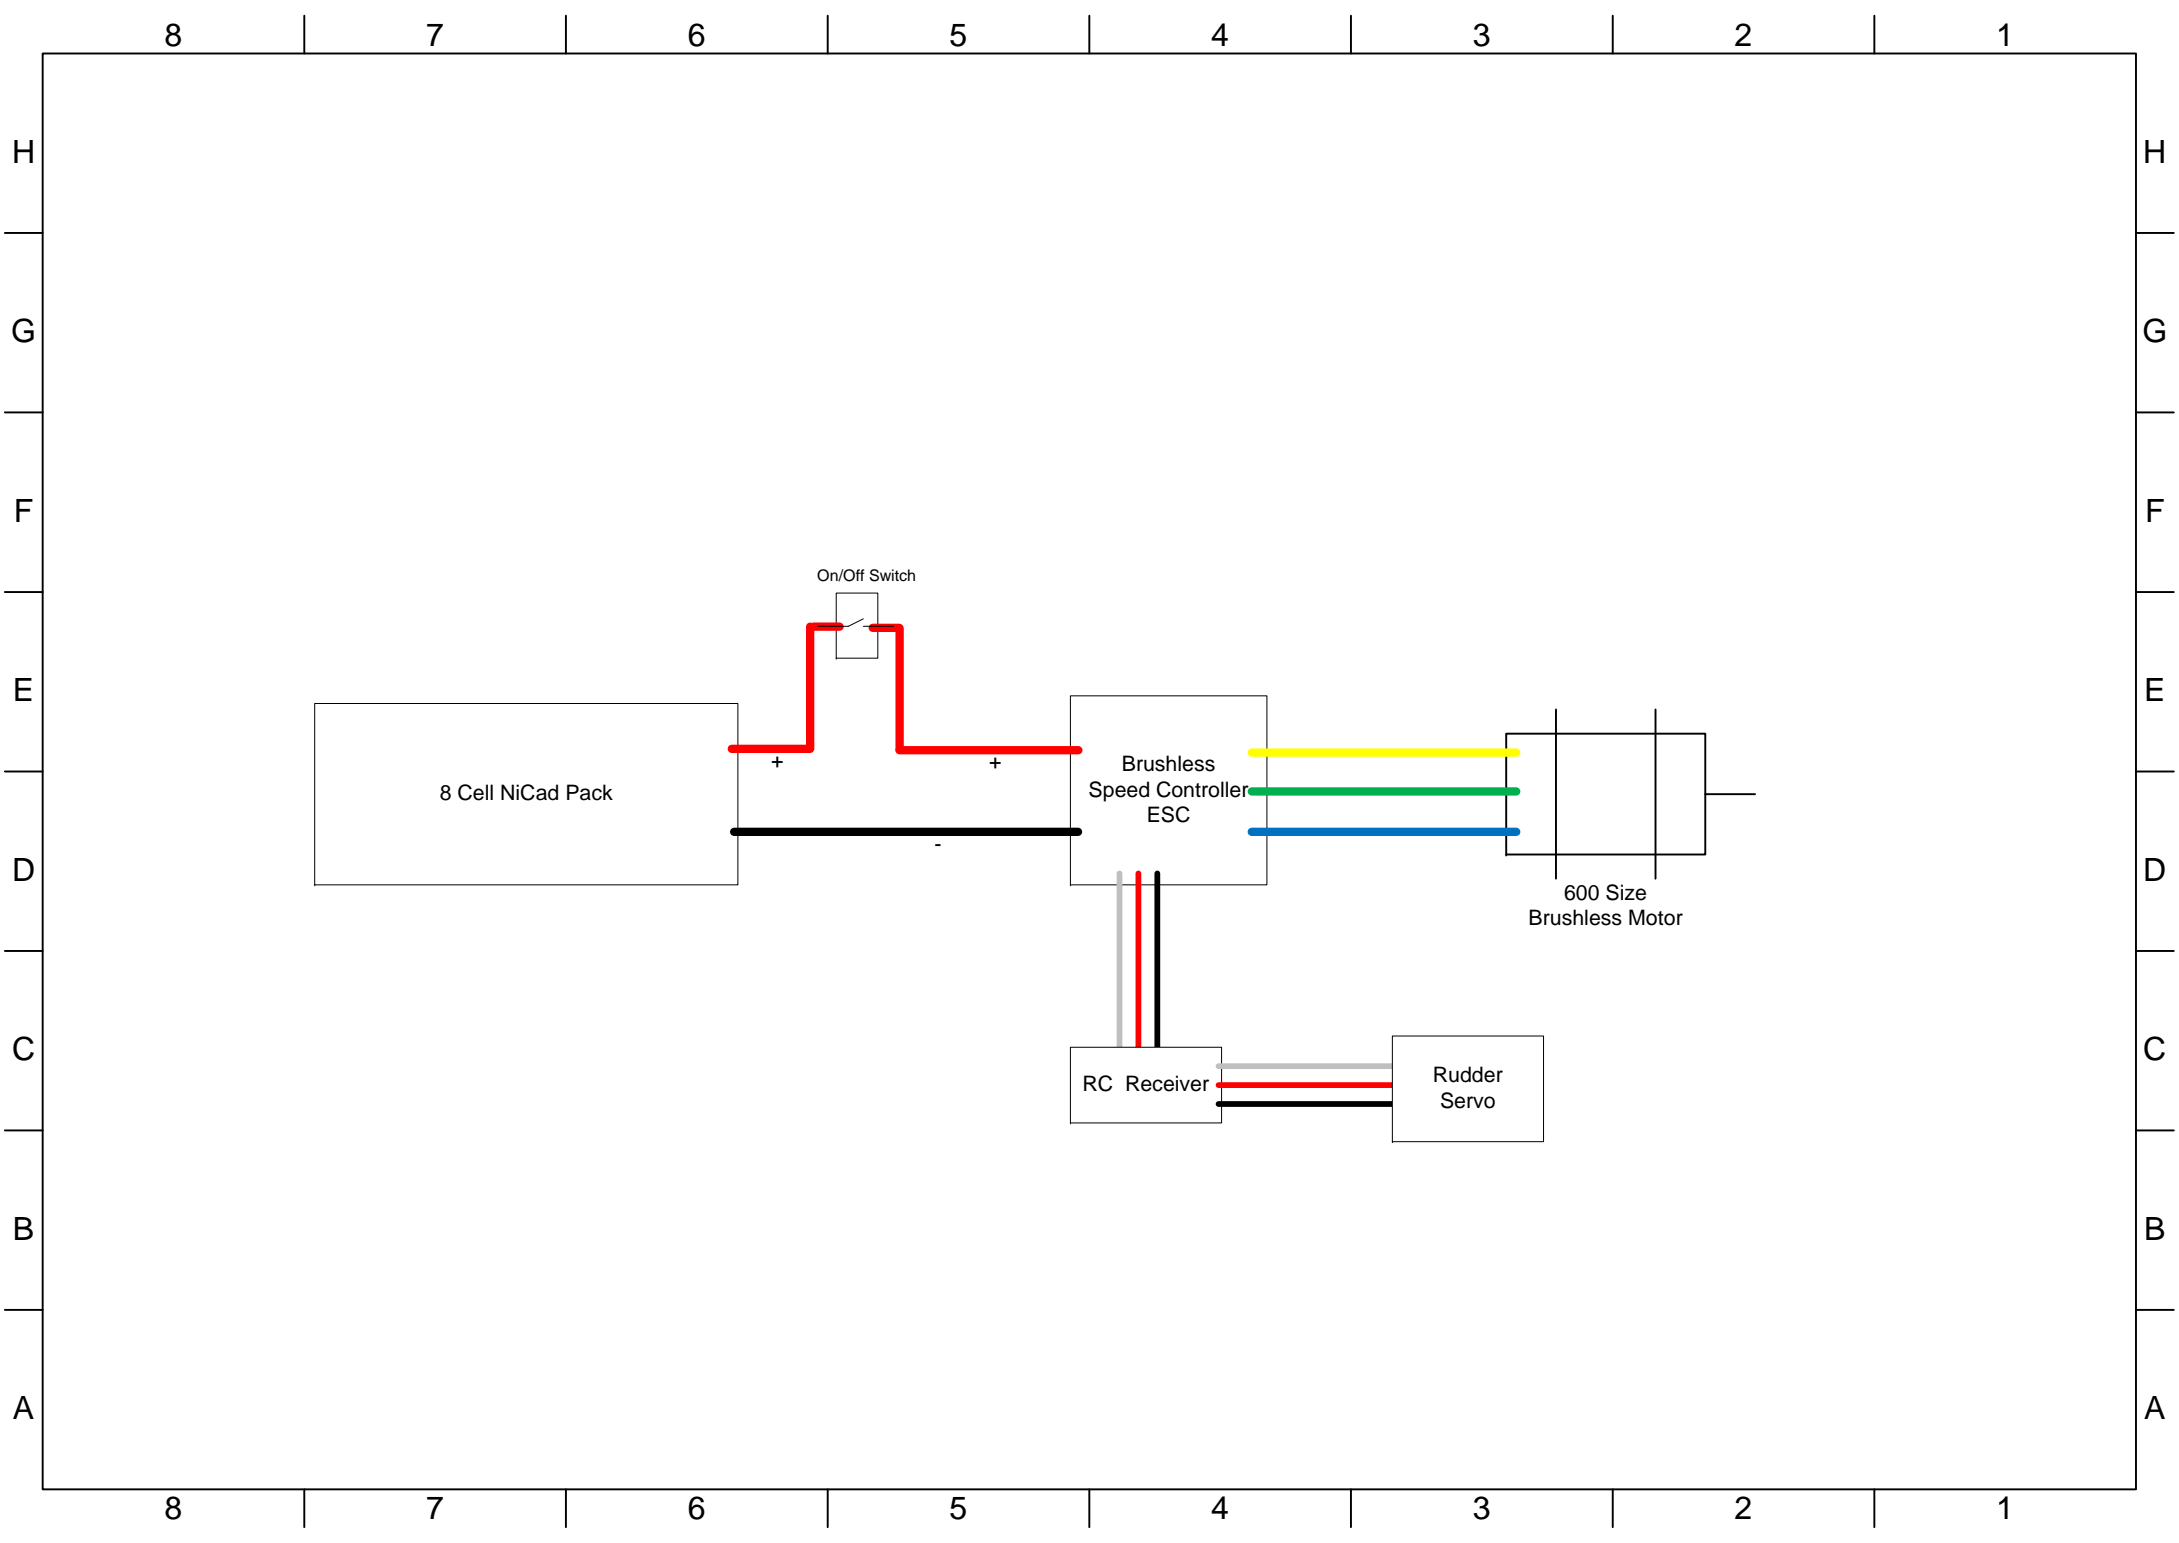 8 7 6 5 4 3 2 1
H H
G G
F F
On/Off Switch
E E
+ +
Brushless
Speed Controller
ESC
8 Cell NiCad Pack
-
D D
600 Size
Brushless Motor
C C
RC Receiver
Rudder
Servo
B B
A A
8 7 6 5 4 3 2 1